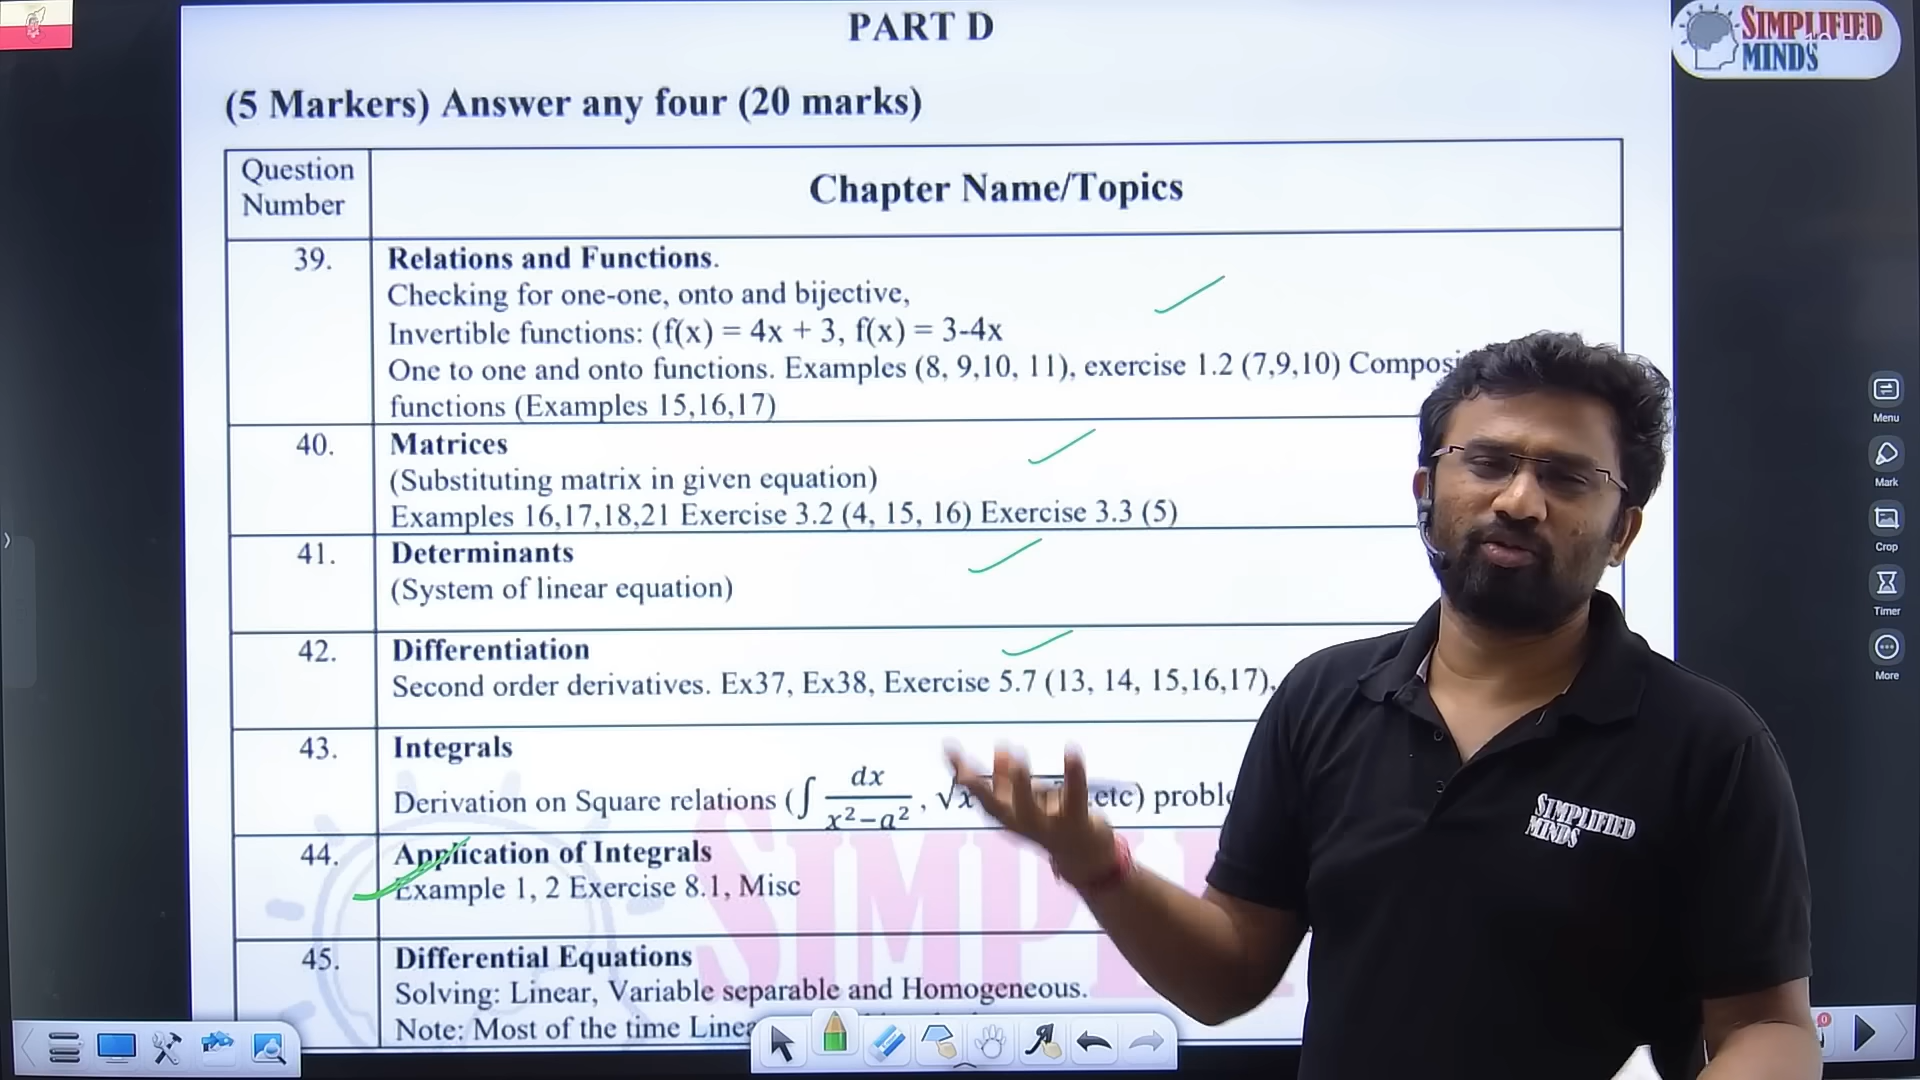 PART D
SIMPLIFIED
MINDS
(5 Markers) Answer any four (20 marks)
Question
Number
Chapter Name/Topics
39.
Relations and Functions.
Checking for one-one, onto and bijective,
Invertible functions: (f(x) = 4x + 3, f(x) = 3-4x
One to one and onto functions. Examples (8, 9,10, 11), exercise 1.2 (7,9,10)
functions (Examples 15,16,17)
40.
Matrices
(Substituting matrix in given equation)
Examples 16,17,18,21 Exercise 3.2 (4, 15, 16) Exercise 3.3 (5)
41.
Determinants
(System of linear equation)
42.
Differentiation
Second order derivatives. Ex37, Ex38, Exercise 5.7 (13, 14, 15,16,17),
43.
Integrals
Derivation on Square relations (∫ dx/x²−a² , etc)
44.
Application of Integrals
Example 1, 2 Exercise 8.1, Misc
45.
Differential Equations
Solving: Linear, Variable separable and Homogeneous.
Note: Most of the time
Menu
Mark
Crop
Timer
More
SIMPLIFIED
MINDS
0